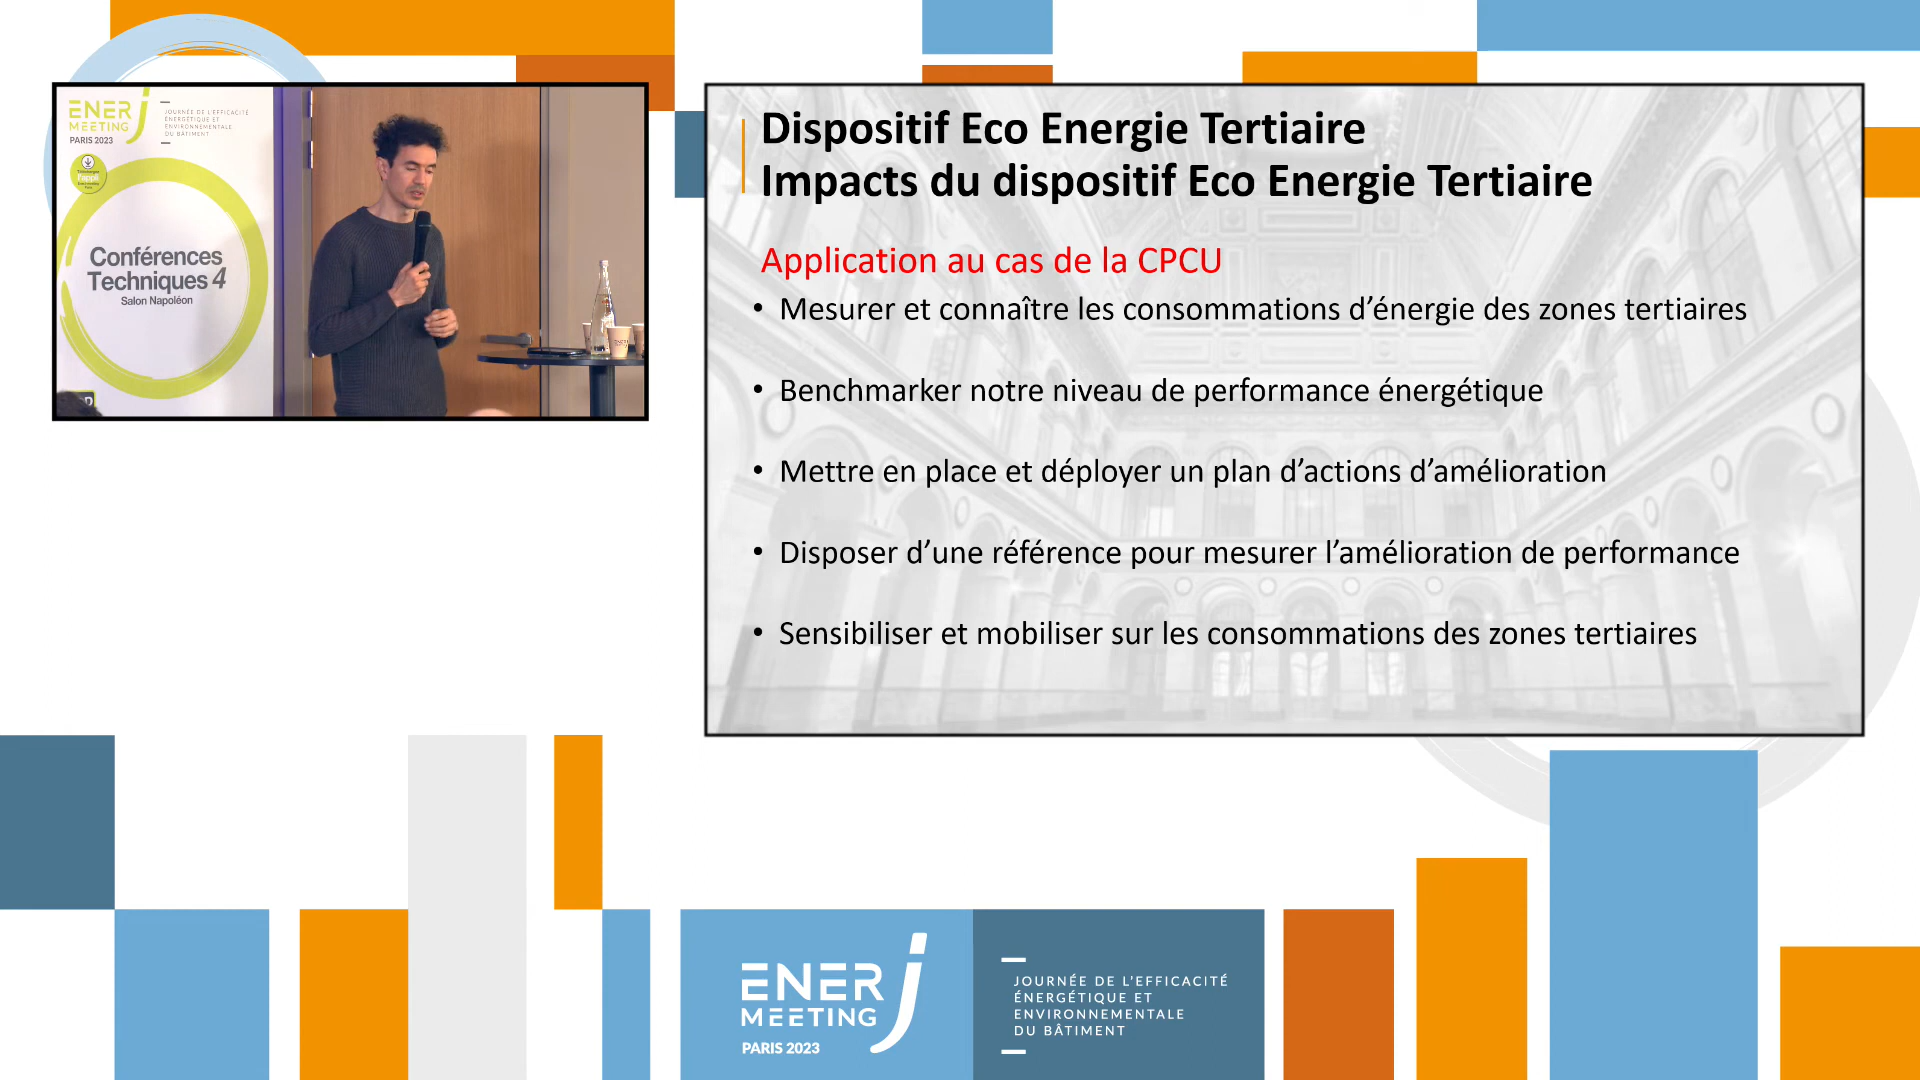 ENER MEETING
PARIS 2023
JOURNÉE DE L'EFFICACITÉ
ÉNERGÉTIQUE ET
ENVIRONNEMENTALE
DU BÂTIMENT
Conférences
Techniques 4
Salon Napoléon
Dispositif Eco Energie Tertiaire
Impacts du dispositif Eco Energie Tertiaire
Application au cas de la CPCU
• Mesurer et connaître les consommations d’énergie des zones tertiaires
• Benchmarker notre niveau de performance énergétique
• Mettre en place et déployer un plan d’actions d’amélioration
• Disposer d’une référence pour mesurer l’amélioration de performance
• Sensibiliser et mobiliser sur les consommations des zones tertiaires
ENERJ
MEETING
PARIS 2023
JOURNÉE DE L’EFFICACITÉ
ÉNERGÉTIQUE ET
ENVIRONNEMENTALE
DU BÂTIMENT